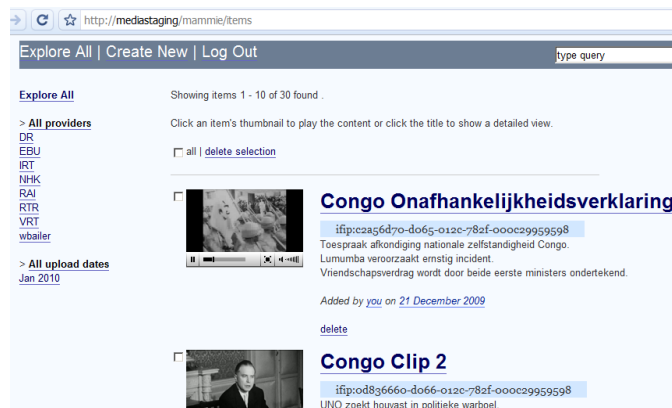 http://mediastaging/mammie/items
Explore All | Create New | Log Out
type query
Explore All
Showing items 1 - 10 of 30 found .
> All providers
Click an item's thumbnail to play the content or click the title to show a detailed view.
DR
EBU
all | delete selection
IRT
NHK
RAI
RTR
VRT
wbailer
> All upload dates
Jan 2010
Congo Onafhankelijkheidsverklaring
ifip:c2a56d70-d065-012c-782f-000c29959598
Toespraak afkondiging nationale zelfstandigheid Congo.
Lumumba veroorzaakt ernstig incident.
Vriendschapsverdrag wordt door beide eerste ministers ondertekend.
Added by you on 21 December 2009
delete
Congo Clip 2
ifip:0d836660-d066-012c-782f-000c29959598
UNO zoekt houvast in politieke warboel.